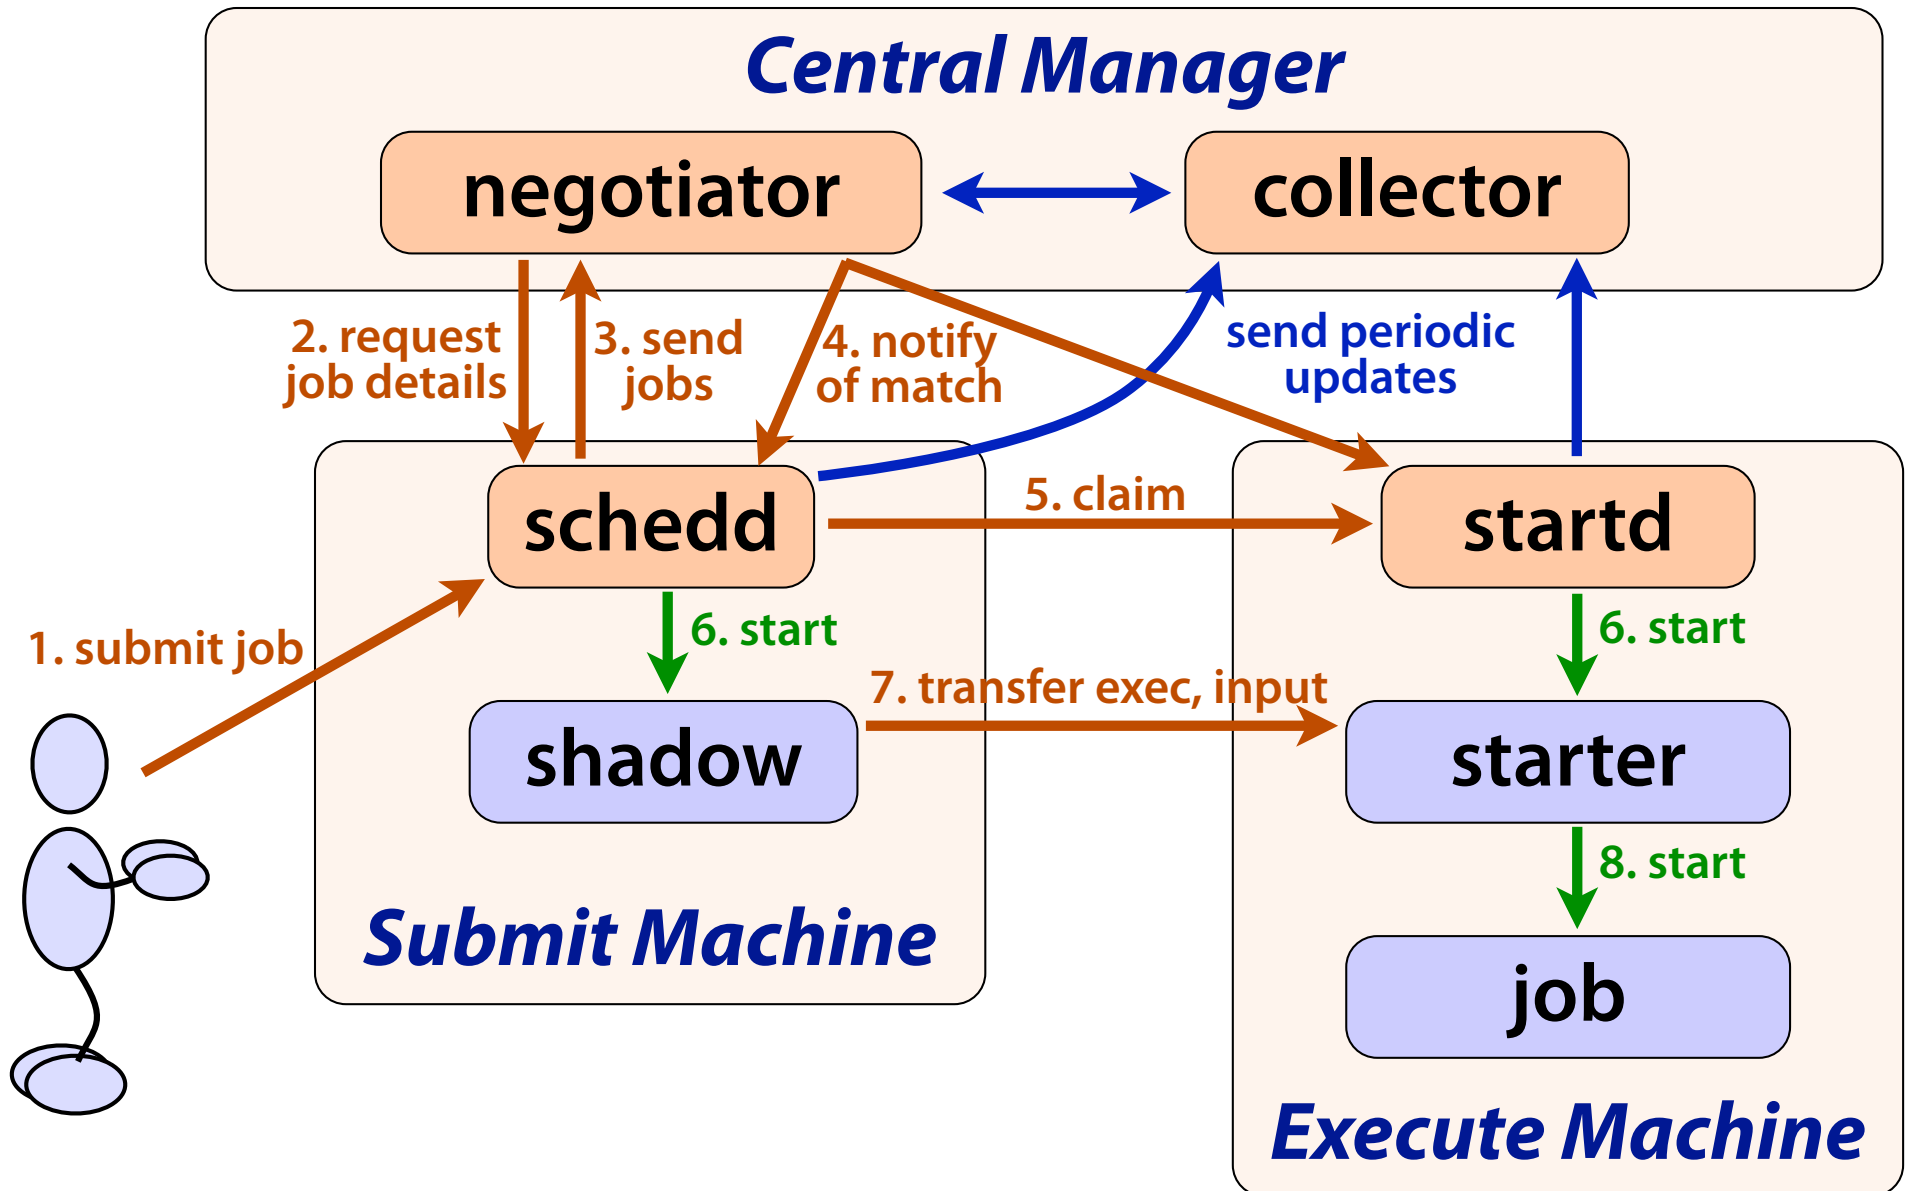 Central Manager
negotiator
collector
2. request
job details
3. send
jobs
4. notify
of match
send periodic
updates
schedd
5. claim
startd
1. submit job
6. start
6. start
7. transfer exec, input
shadow
starter
8. start
Submit Machine
job
Execute Machine